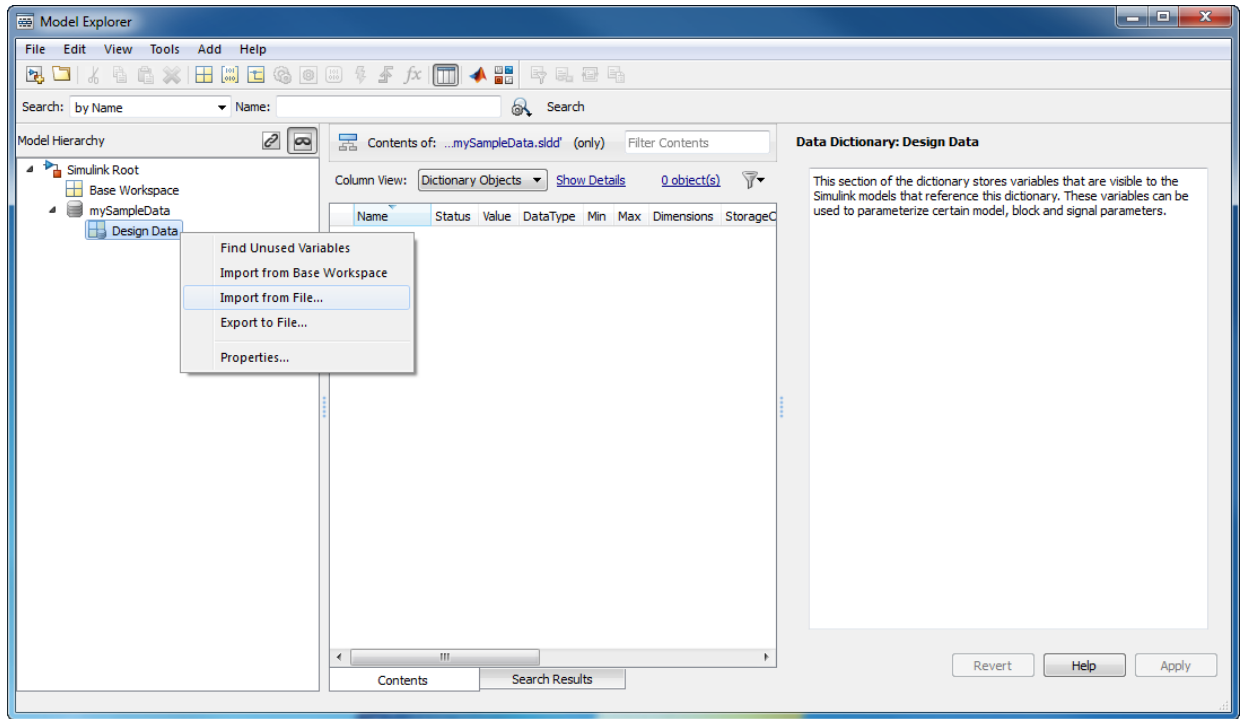 Model Explorer
File Edit View Tools Add Help
fx
Search: by Name Name: Search
Model Hierarchy
Simulink Root
Base Workspace
mySampleData
Design Data
Find Unused Variables
Import from Base Workspace
Import from File...
Export to File...
Properties...
Contents of: ...mySampleData.sldd' (only) Filter Contents
Column View: Dictionary Objects Show Details 0 object(s)
Name Status Value DataType Min Max Dimensions StorageC
Contents Search Results
Data Dictionary: Design Data
This section of the dictionary stores variables that are visible to the
Simulink models that reference this dictionary. These variables can be
used to parameterize certain model, block and signal parameters.
Revert Help Apply